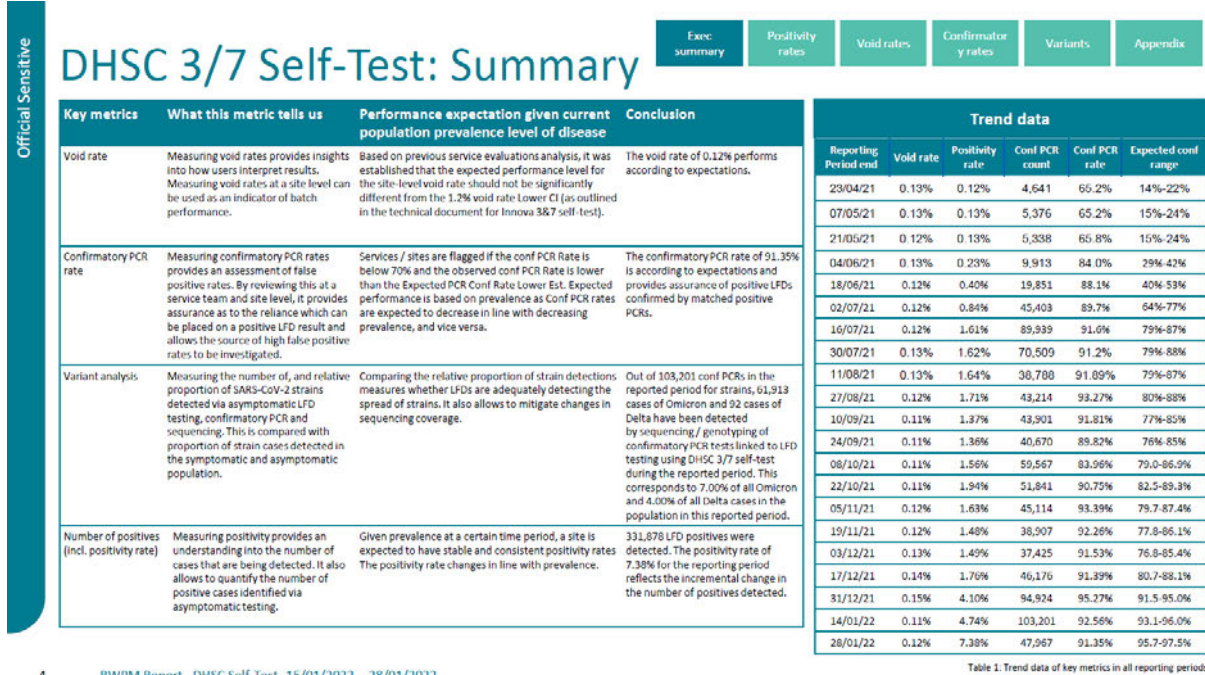 Official Sensitive
DHSC 3/7 Self-Test: Summary
Exec
summary
Positivity
rates
Void rates
Confirmator
y rates
Variants
Appendix
Key metrics
What this metric tells us
Performance expectation given current
population prevalence level of disease
Conclusion
Void rate
Measuring void rates provides insights
into how users interpret results.
Measuring void rates at a site level can
be used as an indicator of batch
performance.
Based on previous service evaluations analysis, it was
established that the expected performance level for
the site-level void rate should not be significantly
different from the 1.2% void rate Lower CI (as outlined
in the technical document for Innova 3&7 self-test).
The void rate of 0.12% performs
according to expectations.
Confirmatory PCR
rate
Measuring confirmatory PCR rates
provides an assessment of false
positive rates. By reviewing this at a
service team and site level, it provides
assurance as to the reliance which can
be placed on a positive LFD result and
allows the source of high false positive
rates to be investigated.
Services / sites are flagged if the conf PCR Rate is
below 70% and the observed conf PCR Rate is lower
than the Expected PCR Conf Rate Lower Est. Expected
performance is based on prevalence as Conf PCR rates
are expected to decrease in line with decreasing
prevalence, and vice versa.
The confirmatory PCR rate of 91.35%
is according to expectations and
provides assurance of positive LFDs
confirmed by matched positive
PCRs.
Variant analysis
Measuring the number of, and relative
proportion of SARS-CoV-2 strains
detected via asymptomatic LFD
testing, confirmatory PCR and
sequencing. This is compared with
proportion of strain cases detected in
the symptomatic and asymptomatic
population.
Comparing the relative proportion of strain detections
measures whether LFDs are adequately detecting the
spread of strains. It also allows to mitigate changes in
sequencing coverage.
Out of 103,201 conf PCRs in the
reported period for strains, 61,913
cases of Omicron and 92 cases of
Delta have been detected
by sequencing/ genotyping of
confirmatory PCR tests linked to LFD
testing using DHSC 3/7 self-test
during the reported period. This
corresponds to 7.00% of all Omicron
and 4.00% of all Delta cases in the
population in this reported period.
Number of positives
(incl. positivity rate)
Measuring positivity provides an
understanding into the number of
cases that are being detected. It also
allows to quantify the number of
positive cases identified via
asymptomatic testing.
Given prevalence at a certain time period, a site is
expected to have stable and consistent positivity rates
The positivity rate changes in line with prevalence.
331,878 LFD positives were
detected. The positivity rate of
7.38% for the reporting period
reflects the incremental change in
the number of positives detected.
Trend data
Reporting
Period end
Void rate
Positivity
rate
Conf PCR
count
Conf PCR
rate
Expected conf
range
23/04/21 0.13% 0.12% 4,641 65.2% 14%-22%
07/05/21 0.13% 0.13% 5,376 65.2% 15%-24%
21/05/21 0.12% 0.13% 5,338 65.8% 15%-24%
04/06/21 0.13% 0.23% 9,913 84.0% 29%-42%
18/06/21 0.12% 0.40% 19,851 88.1% 40%-53%
02/07/21 0.12% 0.84% 45,403 89.7% 64%-77%
16/07/21 0.12% 1.61% 89,939 91.6% 79%-87%
30/07/21 0.13% 1.62% 70,509 91.2% 79%-88%
11/08/21 0.13% 1.64% 38,788 91.89% 79%-87%
27/08/21 0.12% 1.71% 43,214 93.27% 80%-88%
10/09/21 0.11% 1.37% 43,901 91.81% 77%-85%
24/09/21 0.11% 1.36% 40,670 89.82% 76%-85%
08/10/21 0.11% 1.56% 59,567 83.96% 79.0-86.9%
22/10/21 0.11% 1.94% 51,841 90.75% 82.5-89.3%
05/11/21 0.12% 1.63% 45,114 93.39% 79.7-87.4%
19/11/21 0.12% 1.48% 38,907 92.26% 77.8-86.1%
03/12/21 0.13% 1.49% 37,425 91.53% 76.8-85.4%
17/12/21 0.14% 1.76% 46,176 91.39% 80.7-88.1%
31/12/21 0.15% 4.10% 94,924 95.27% 91.5-95.0%
14/01/22 0.11% 4.74% 103,201 92.56% 93.1-96.0%
28/01/22 0.12% 7.38% 47,967 91.35% 95.7-97.5%
Table 1: Trend data of key metrics in all reporting periods